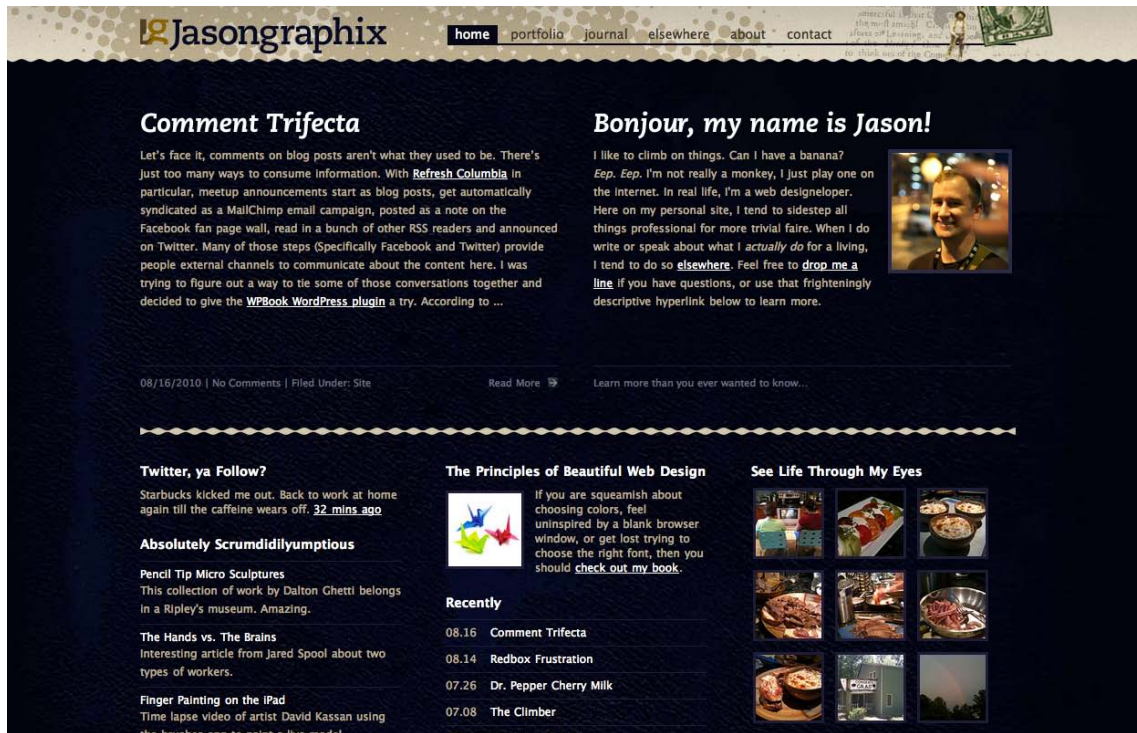 Jasongraphix
home portfolio journal elsewhere about contact
Comment Trifecta
Let's face it, comments on blog posts aren't what they used to be. There's
just too many ways to consume information. With Refresh Columbia in
particular, meetup announcements start as blog posts, get automatically
syndicated as a MailChimp email campaign, posted as a note on the
Facebook fan page wall, read in a bunch of other RSS readers and announced
on Twitter. Many of those steps (Specifically Facebook and Twitter) provide
people external channels to communicate about the content here. I was
trying to figure out a way to tie some of those conversations together and
decided to give the WPBook WordPress plugin a try. According to ...
08/16/2010 | No Comments | Filed Under: Site
Read More
Bonjour, my name is Jason!
I like to climb on things. Can I have a banana?
Eep. Eep. I'm not really a monkey, I just play one on
the internet. In real life, I'm a web designeloper.
Here on my personal site, I tend to sidestep all
things professional for more trivial faire. When I do
write or speak about what I actually do for a living,
I tend to do so elsewhere. Feel free to drop me a
line if you have questions, or use that frighteningly
descriptive hyperlink below to learn more.
Learn more than you ever wanted to know...
Twitter, ya Follow?
Starbucks kicked me out. Back to work at home
again till the caffeine wears off. 32 mins ago
Absolutely Scrumdidilyumptious
Pencil Tip Micro Sculptures
This collection of work by Dalton Ghetti belongs
in a Ripley's museum. Amazing.
The Hands vs. The Brains
Interesting article from Jared Spool about two
types of workers.
Finger Painting on the iPad
Time lapse video of artist David Kassan using
The Principles of Beautiful Web Design
If you are squeamish about
choosing colors, feel
uninspired by a blank browser
window, or get lost trying to
choose the right font, then you
should check out my book.
Recently
08.16 Comment Trifecta
08.14 Redbox Frustration
07.26 Dr. Pepper Cherry Milk
07.08 The Climber
See Life Through My Eyes